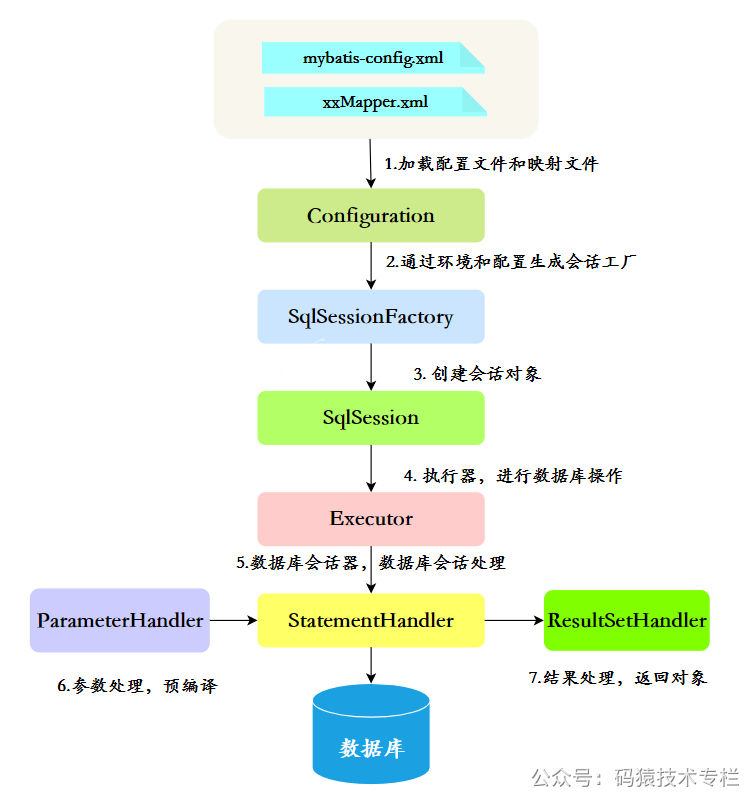 mybatis-config.xml
xxMapper.xml
1.加载配置文件和映射文件
Configuration
2.通过环境和配置生成会话工厂
SqlSessionFactory
3. 创建会话对象
SqlSession
4. 执行器，进行数据库操作
Executor
5.数据库会话器，数据库会话处理
ParameterHandler
StatementHandler
ResultSetHandler
6.参数处理，预编译
7.结果处理，返回对象
数据库
公众号：码猿技术专栏